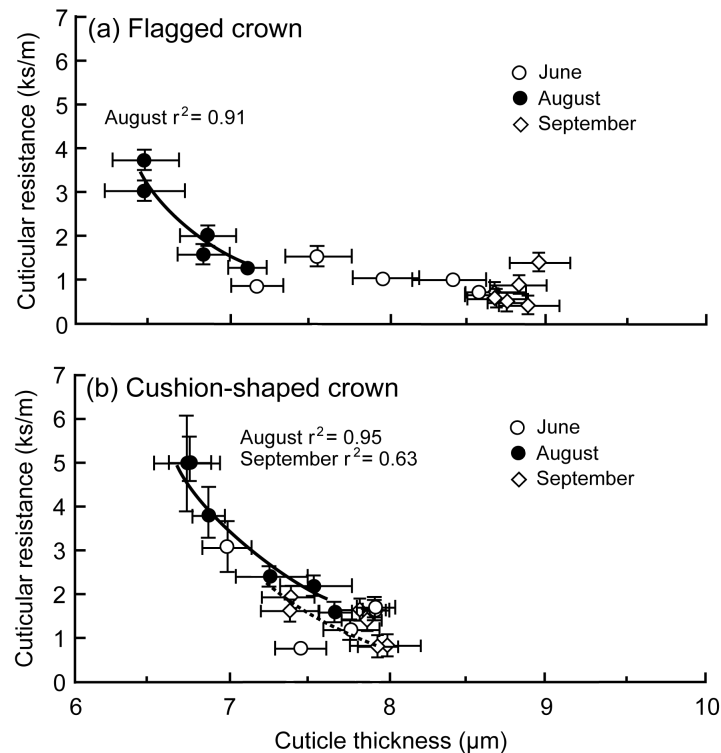 (a) Flagged crown
7
6
5
4
3
2
1
0
Cuticular resistance (ks/m)
June
August
September
August r² = 0.91
(b) Cushion-shaped crown
7
6
5
4
3
2
1
0
Cuticular resistance (ks/m)
June
August
September
August r² = 0.95
September r² = 0.63
6 7 8 9 10
Cuticle thickness (µm)